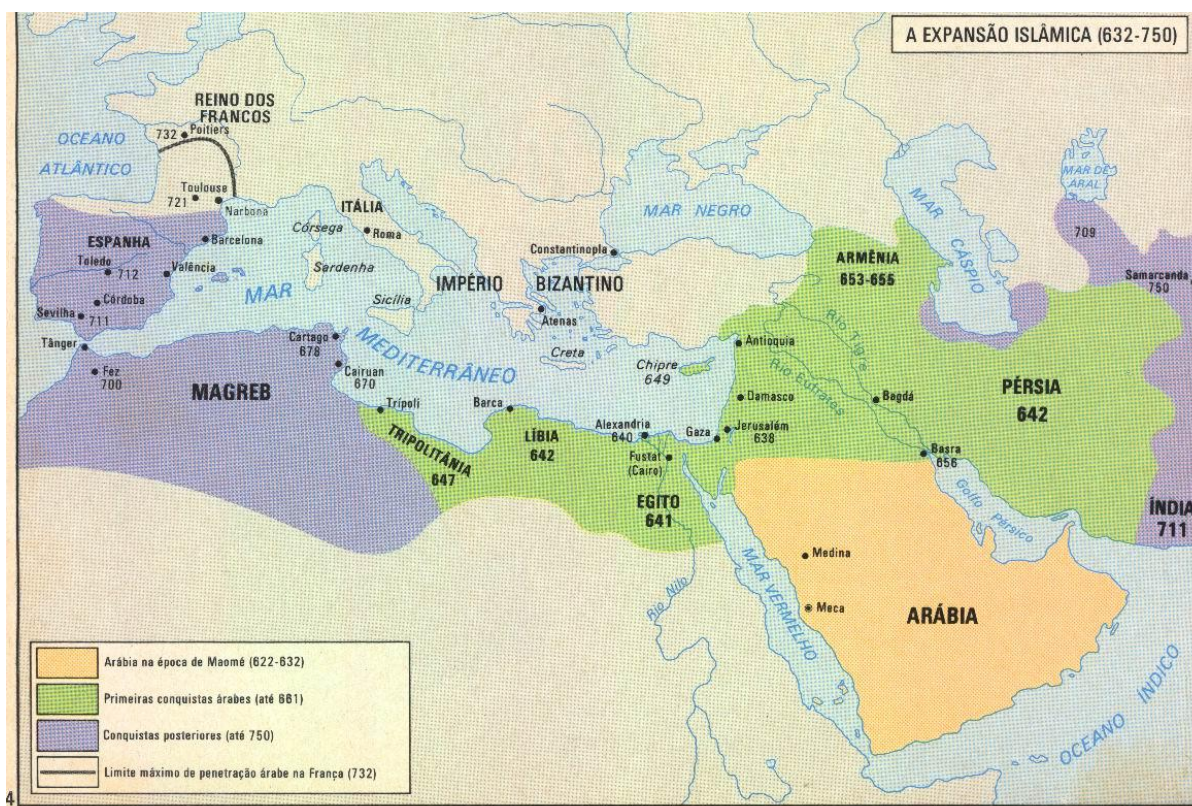 A EXPANSÃO ISLÂMICA (632-750)
REINO DOS
FRANCOS
732
Poitiers
OCEANO
ATLÂNTICO
Toulouse
721
Narbona
ITÁLIA
Córsega
Roma
ESPANHA
Barcelona
Toledo
712
Valência
Sardenha
Córdoba
Sevilha
711
Tânger
Fez
700
MAR
MEDITERRÂNEO
Sicília
Cartago
678
Cairuan
670
MAGREB
Trípoli
TRIPOLITÂNIA
647
Barca
LÍBIA
642
IMPÉRIO BIZANTINO
Constantinopla
Atenas
Creta
Chipre
649
MAR NEGRO
MAR CÁSPIO
MAR DE
ARAL
709
Samarcanda
750
ARMÊNIA
653-655
Rio Tigre
Rio Eufrates
Antioquia
Damasco
Bagdá
PÉRSIA
642
Alexandria
640
Gaza
Jerusalém
638
Fustat
(Cairo)
Basra
656
EGITO
641
Golfo Pérsico
ÍNDIA
711
Rio Nilo
MAR VERMELHO
Medina
Meca
ARÁBIA
OCEANO ÍNDICO
Arábia na época de Maomé (622-632)
Primeiras conquistas árabes (até 661)
Conquistas posteriores (até 750)
Limite máximo de penetração árabe na França (732)
4